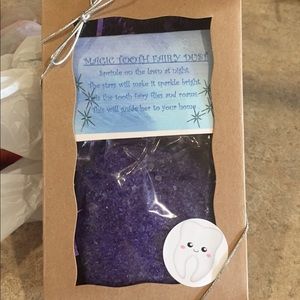 MAGIC TOOTH FAIRY DUST
Sprinkle on the lawn at night
The stars will make it sparkle bright
As the tooth fairy flies and roams
This will guide her to your home